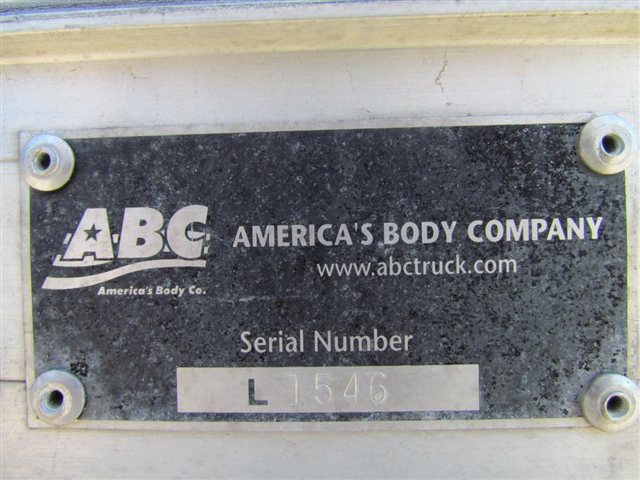 ABC
America's Body Co.
AMERICA'S BODY COMPANY
www.abctruck.com
Serial Number
L 1546